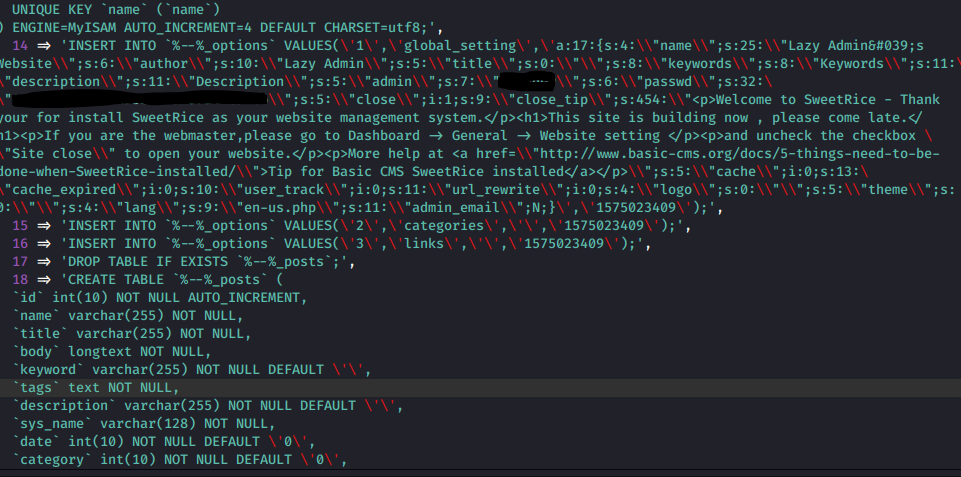 UNIQUE KEY `name` (`name`)
) ENGINE=MyISAM AUTO_INCREMENT=4 DEFAULT CHARSET=utf8;',
14 => 'INSERT INTO `%--%_options` VALUES(\'1\',\'global_setting\',\'a:17:{s:4:\\"name\\";s:25:\\"Lazy Admin&#039;s
Website\\";s:6:\\"author\\";s:10:\\"Lazy Admin\\";s:5:\\"title\\";s:0:\\"\\";s:8:\\"keywords\\";s:8:\\"Keywords\\";s:11:\
\"description\\";s:11:\\"Description\\";s:5:\\"admin\\";s:7:\\" \\";s:6:\\"passwd\\";s:32:\
\" \\";s:5:\\"close\\";i:1;s:9:\\"close_tip\\";s:454:\\"<p>Welcome to SweetRice - Thank
your for install SweetRice as your website management system.</p><h1>This site is building now , please come late.</
h1><p>If you are the webmaster,please go to Dashboard → General → Website setting </p><p>and uncheck the checkbox \
\"Site close\\" to open your website.</p><p>More help at <a href=\\"http://www.basic-cms.org/docs/5-things-need-to-be-
done-when-SweetRice-installed/\\">Tip for Basic CMS SweetRice installed</a></p>\\";s:5:\\"cache\\";i:0;s:13:\
\"cache_expired\\";i:0;s:10:\\"user_track\\";i:0;s:11:\\"url_rewrite\\";i:0;s:4:\\"logo\\";s:0:\\"\\";s:5:\\"theme\\";s:
0:\\"\\";s:4:\\"lang\\";s:9:\\"en-us.php\\";s:11:\\"admin_email\\";N;}\',\'1575023409\');',
15 => 'INSERT INTO `%--%_options` VALUES(\'2\',\'categories\',\'\',\'1575023409\');',
16 => 'INSERT INTO `%--%_options` VALUES(\'3\',\'links\',\'\',\'1575023409\');',
17 => 'DROP TABLE IF EXISTS `%--%_posts`;',
18 => 'CREATE TABLE `%--%_posts` (
`id` int(10) NOT NULL AUTO_INCREMENT,
`name` varchar(255) NOT NULL,
`title` varchar(255) NOT NULL,
`body` longtext NOT NULL,
`keyword` varchar(255) NOT NULL DEFAULT \'\',
`tags` text NOT NULL,
`description` varchar(255) NOT NULL DEFAULT \'\',
`sys_name` varchar(128) NOT NULL,
`date` int(10) NOT NULL DEFAULT \'0\',
`category` int(10) NOT NULL DEFAULT \'0\',